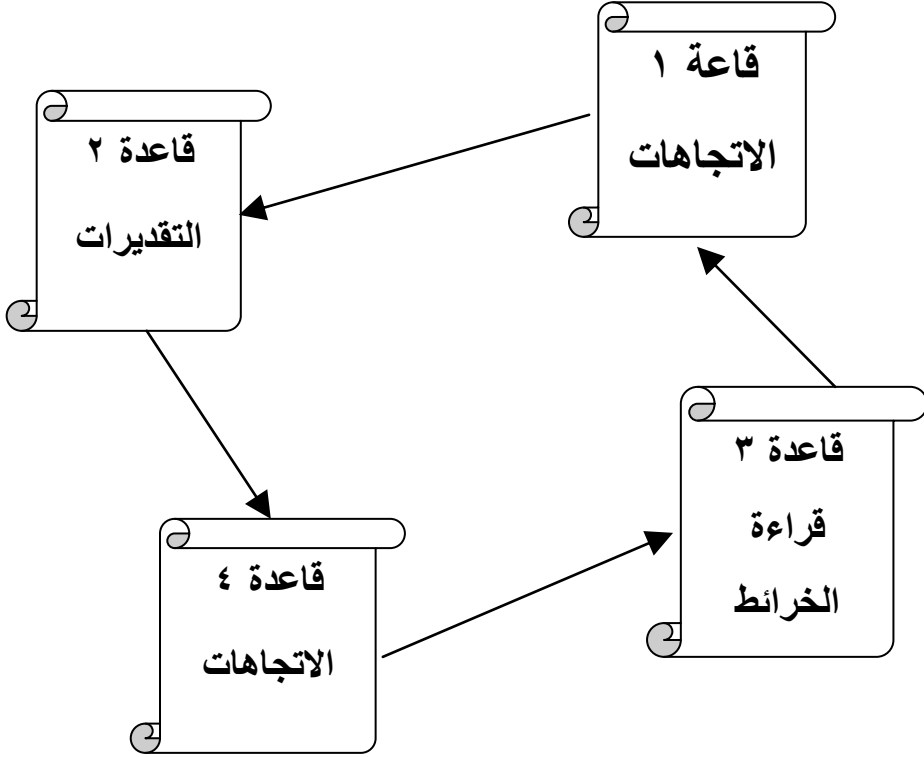 قاعة ١
الاتجاهات
قاعدة ٢
التقديرات
قاعدة ٣
قراءة
الخرائط
قاعدة ٤
الاتجاهات